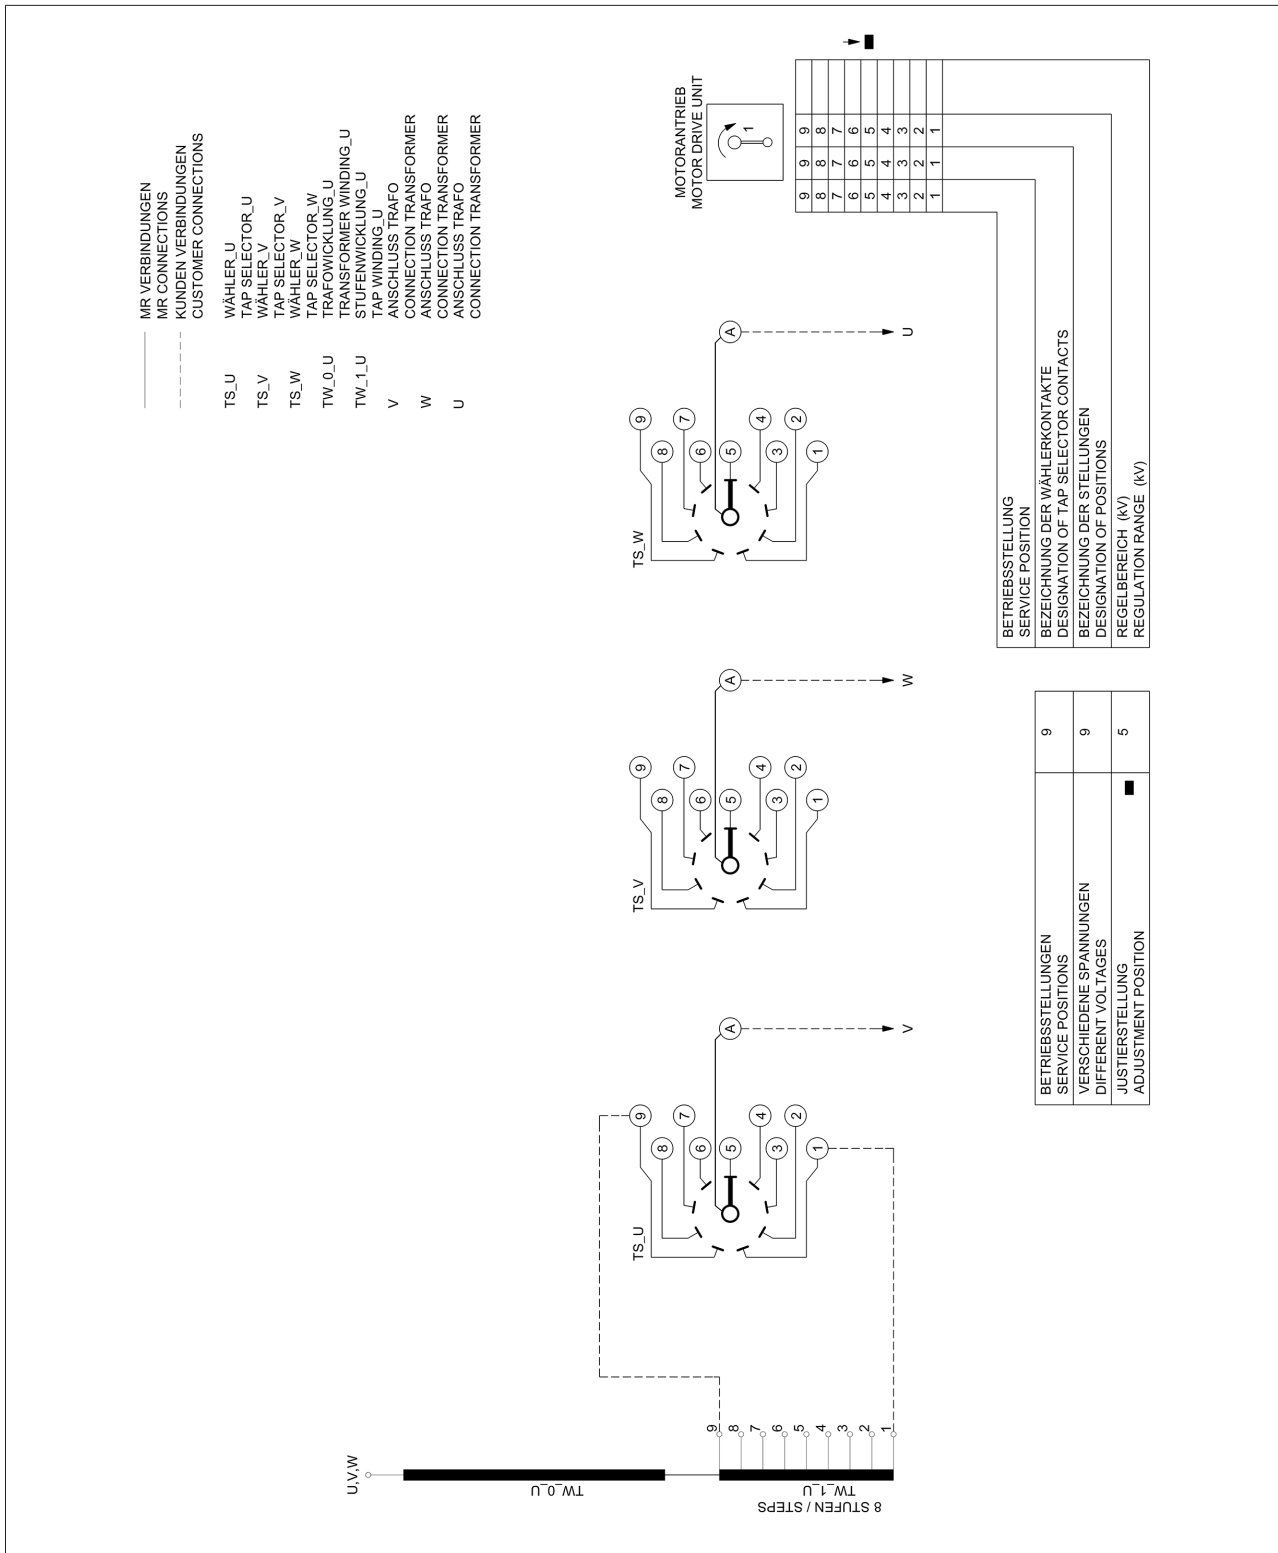 MR VERBINDUNGEN
MR CONNECTIONS
KUNDEN VERBINDUNGEN
CUSTOMER CONNECTIONS
TS_U WÄHLER_U
TAP SELECTOR_U
TS_V WÄHLER_V
TAP SELECTOR_V
TS_W WÄHLER_W
TAP SELECTOR_W
TW_0_U TRAFOWICKLUNG_U
TRANSFORMER WINDING_U
TW_1_U STUFENWICKLUNG_U
TAP WINDING_U
V ANSCHLUSS TRAFO
CONNECTION TRANSFORMER
W ANSCHLUSS TRAFO
CONNECTION TRANSFORMER
U ANSCHLUSS TRAFO
CONNECTION TRANSFORMER
U,V,W
TW_0_U
TW_1_U
8 STUFEN / STEPS
9
8
7
6
5
4
3
2
1
TS_U
9
8
7
6
5
4
3
2
1
A
V
TS_V
9
8
7
6
5
4
3
2
1
A
W
TS_W
9
8
7
6
5
4
3
2
1
A
U
MOTORANTRIEB
MOTOR DRIVE UNIT
1
9 9 9
8 8 8
7 7 7
6 6 6
5 5 5
4 4 4
3 3 3
2 2 2
1 1 1
BETRIEBSSTELLUNG
SERVICE POSITION
BEZEICHNUNG DER WÄHLERKONTAKTE
DESIGNATION OF TAP SELECTOR CONTACTS
BEZEICHNUNG DER STELLUNGEN
DESIGNATION OF POSITIONS
REGELBEREICH (kV)
REGULATION RANGE (kV)
BETRIEBSSTELLUNGEN 9
SERVICE POSITIONS
VERSCHIEDENE SPANNUNGEN 9
DIFFERENT VOLTAGES
JUSTIERSTELLUNG 5
ADJUSTMENT POSITION